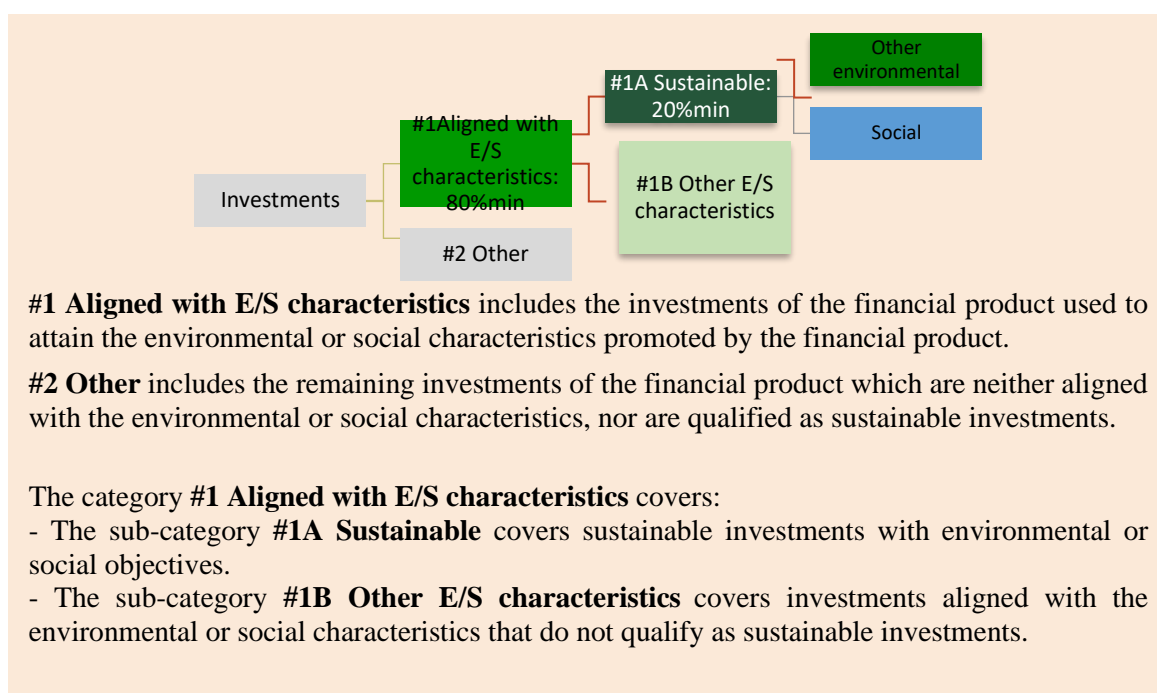 Other
environmental
#1A Sustainable:
20%min
Social
#1Aligned with
E/S
characteristics:
80%min
#1B Other E/S
characteristics
Investments
#2 Other
#1 Aligned with E/S characteristics includes the investments of the financial product used to
attain the environmental or social characteristics promoted by the financial product.
#2 Other includes the remaining investments of the financial product which are neither aligned
with the environmental or social characteristics, nor are qualified as sustainable investments.
The category #1 Aligned with E/S characteristics covers:
- The sub-category #1A Sustainable covers sustainable investments with environmental or
social objectives.
- The sub-category #1B Other E/S characteristics covers investments aligned with the
environmental or social characteristics that do not qualify as sustainable investments.